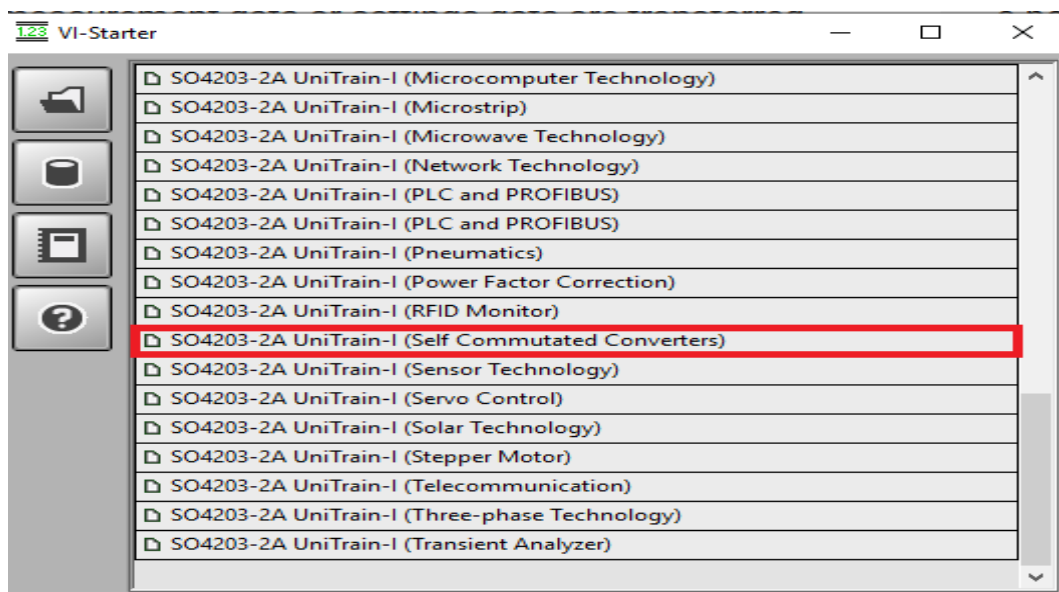 1.23 VI-Starter
SO4203-2A UniTrain-I (Microcomputer Technology)
SO4203-2A UniTrain-I (Microstrip)
SO4203-2A UniTrain-I (Microwave Technology)
SO4203-2A UniTrain-I (Network Technology)
SO4203-2A UniTrain-I (PLC and PROFIBUS)
SO4203-2A UniTrain-I (PLC and PROFIBUS)
SO4203-2A UniTrain-I (Pneumatics)
SO4203-2A UniTrain-I (Power Factor Correction)
SO4203-2A UniTrain-I (RFID Monitor)
SO4203-2A UniTrain-I (Self Commutated Converters)
SO4203-2A UniTrain-I (Sensor Technology)
SO4203-2A UniTrain-I (Servo Control)
SO4203-2A UniTrain-I (Solar Technology)
SO4203-2A UniTrain-I (Stepper Motor)
SO4203-2A UniTrain-I (Telecommunication)
SO4203-2A UniTrain-I (Three-phase Technology)
SO4203-2A UniTrain-I (Transient Analyzer)